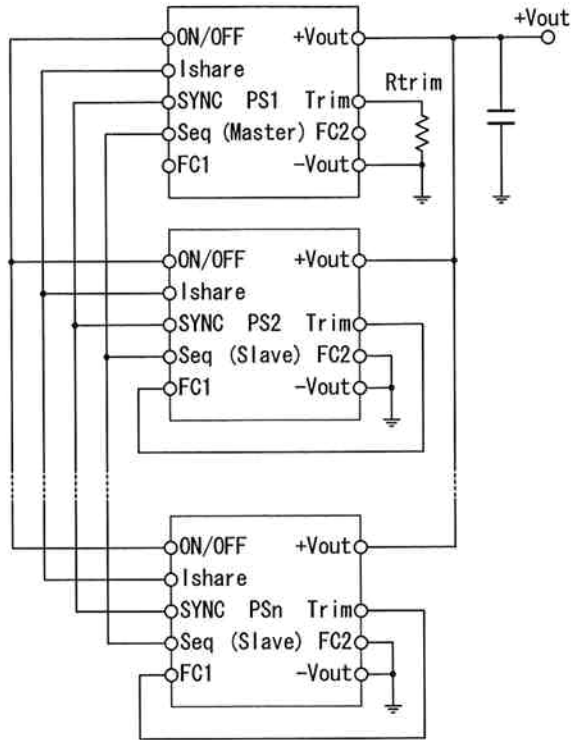 +Vout
ON/OFF +Vout
Ishare
Rtrim
SYNC PS1 Trim
Seq (Master) FC2
FC1 -Vout
ON/OFF +Vout
Ishare
SYNC PS2 Trim
Seq (Slave) FC2
FC1 -Vout
ON/OFF +Vout
Ishare
SYNC PSn Trim
Seq (Slave) FC2
FC1 -Vout